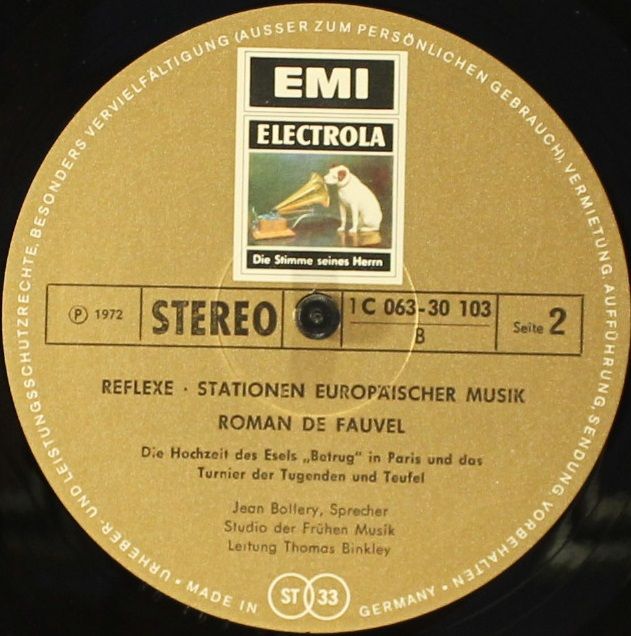 URHEBER- UND LEISTUNGSSCHUTZRECHTE, BESONDERS VERVIELFÄLTIGUNG (AUSSER ZUM PERSÖNLICHEN GEBRAUCH), VERMIETUNG, AUFFÜHRUNG, SENDUNG VORBEHALTEN •
EMI
ELECTROLA
Die Stimme seines Herrn
Ⓟ 1972
STEREO
1 C 063-30 103
B
Seite 2
REFLEXE · STATIONEN EUROPÄISCHER MUSIK
ROMAN DE FAUVEL
Die Hochzeit des Esels „Betrug“ in Paris und das
Turnier der Tugenden und Teufel
Jean Bollery, Sprecher
Studio der Frühen Musik
Leitung Thomas Binkley
• MADE IN
ST 33
GERMANY •